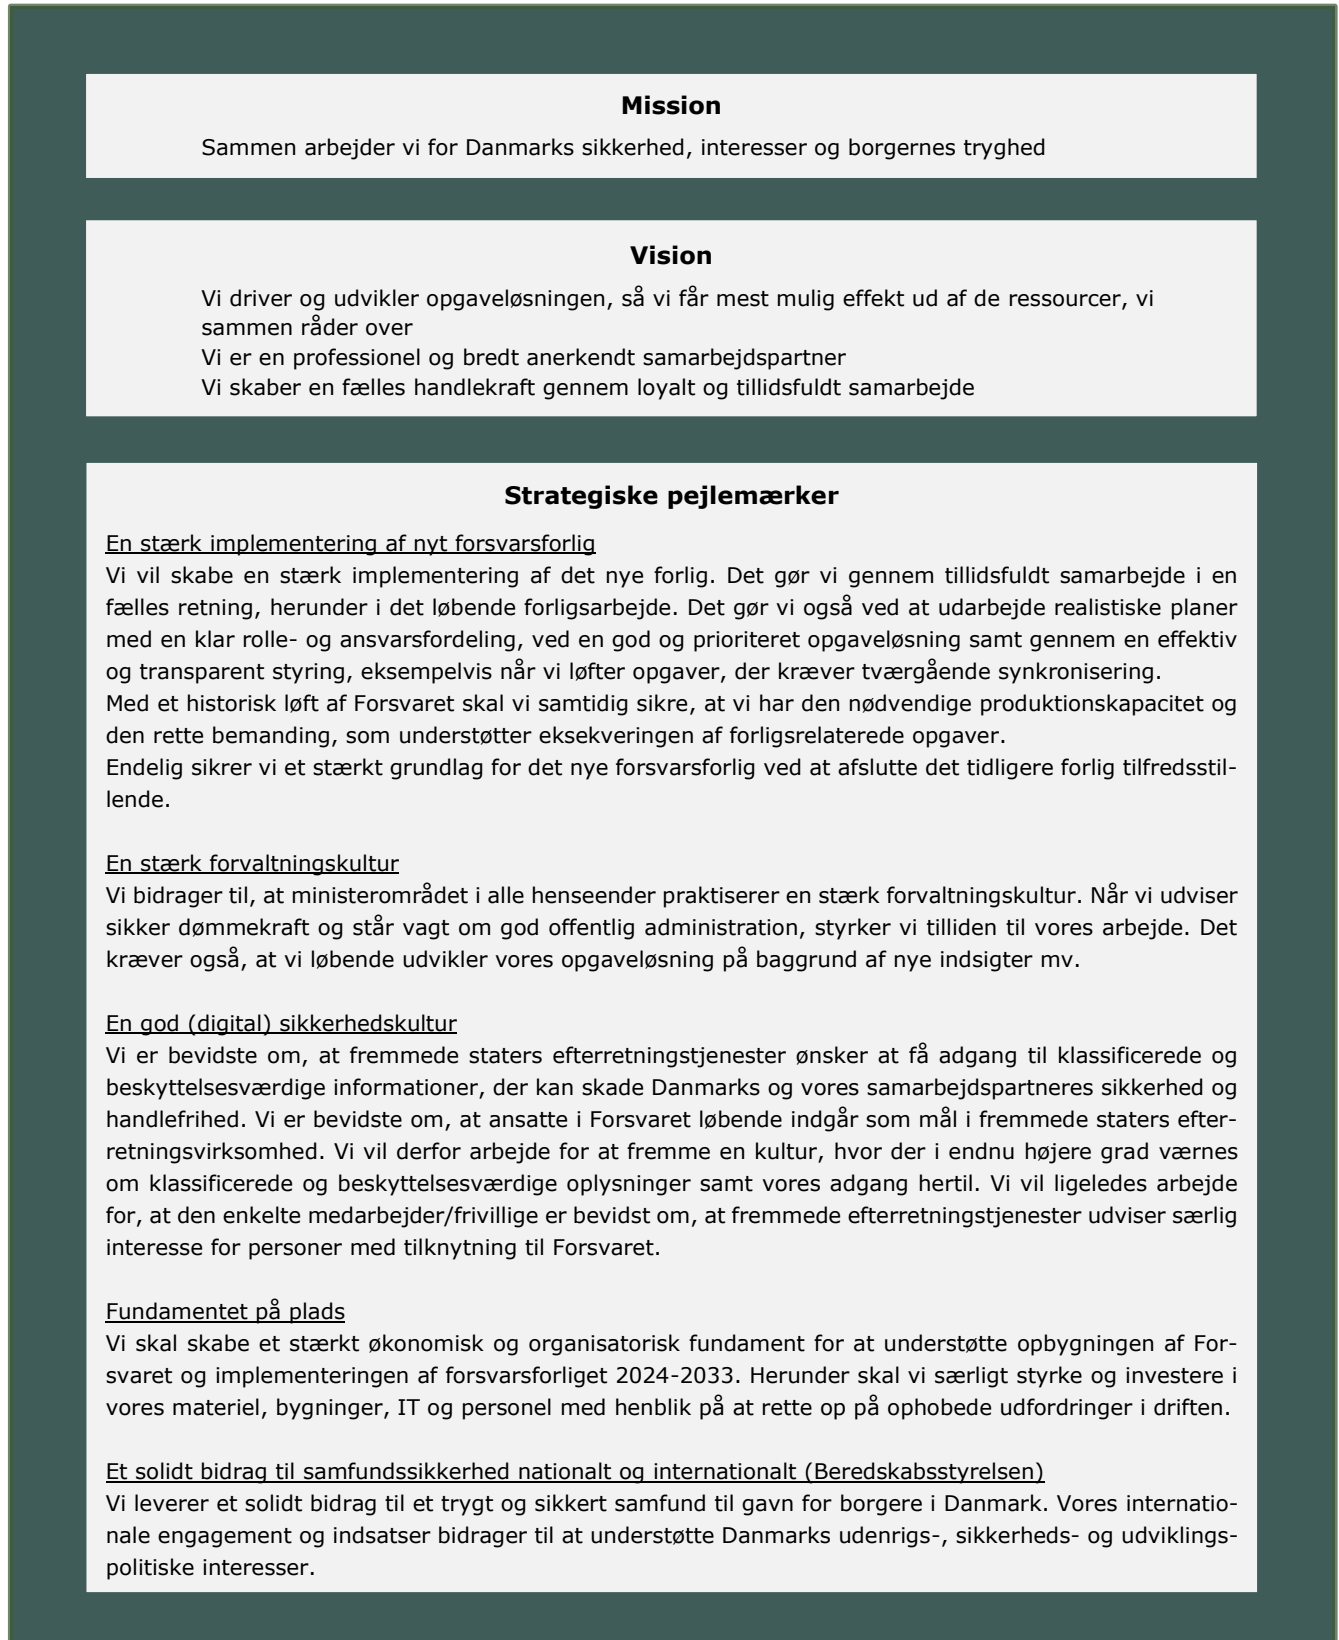 Mission
Sammen arbejder vi for Danmarks sikkerhed, interesser og borgernes tryghed
Vision
Vi driver og udvikler opgaveløsningen, så vi får mest mulig effekt ud af de ressourcer, vi
sammen råder over
Vi er en professionel og bredt anerkendt samarbejdspartner
Vi skaber en fælles handlekraft gennem loyalt og tillidsfuldt samarbejde
Strategiske pejlemærker
En stærk implementering af nyt forsvarsforlig
Vi vil skabe en stærk implementering af det nye forlig. Det gør vi gennem tillidsfuldt samarbejde i en
fælles retning, herunder i det løbende forligsarbejde. Det gør vi også ved at udarbejde realistiske planer
med en klar rolle- og ansvarsfordeling, ved en god og prioriteret opgaveløsning samt gennem en effektiv
og transparent styring, eksempelvis når vi løfter opgaver, der kræver tværgående synkronisering.
Med et historisk løft af Forsvaret skal vi samtidig sikre, at vi har den nødvendige produktionskapacitet og
den rette bemanding, som understøtter eksekveringen af forligsrelaterede opgaver.
Endelig sikrer vi et stærkt grundlag for det nye forsvarsforlig ved at afslutte det tidligere forlig tilfredsstil-
lende.
En stærk forvaltningskultur
Vi bidrager til, at ministerområdet i alle henseender praktiserer en stærk forvaltningskultur. Når vi udviser
sikker dømmekraft og står vagt om god offentlig administration, styrker vi tilliden til vores arbejde. Det
kræver også, at vi løbende udvikler vores opgaveløsning på baggrund af nye indsigter mv.
En god (digital) sikkerhedskultur
Vi er bevidste om, at fremmede staters efterretningstjenester ønsker at få adgang til klassificerede og
beskyttelsesværdige informationer, der kan skade Danmarks og vores samarbejdspartneres sikkerhed og
handlefrihed. Vi er bevidste om, at ansatte i Forsvaret løbende indgår som mål i fremmede staters efter-
retningsvirksomhed. Vi vil derfor arbejde for at fremme en kultur, hvor der i endnu højere grad værnes
om klassificerede og beskyttelsesværdige oplysninger samt vores adgang hertil. Vi vil ligeledes arbejde
for, at den enkelte medarbejder/frivillige er bevidst om, at fremmede efterretningstjenester udviser særlig
interesse for personer med tilknytning til Forsvaret.
Fundamentet på plads
Vi skal skabe et stærkt økonomisk og organisatorisk fundament for at understøtte opbygningen af For-
svaret og implementeringen af forsvarsforliget 2024-2033. Herunder skal vi særligt styrke og investere i
vores materiel, bygninger, IT og personel med henblik på at rette op på ophobede udfordringer i driften.
Et solidt bidrag til samfundssikkerhed nationalt og internationalt (Beredskabsstyrelsen)
Vi leverer et solidt bidrag til et trygt og sikkert samfund til gavn for borgere i Danmark. Vores internatio-
nale engagement og indsatser bidrager til at understøtte Danmarks udenrigs-, sikkerheds- og udviklings-
politiske interesser.